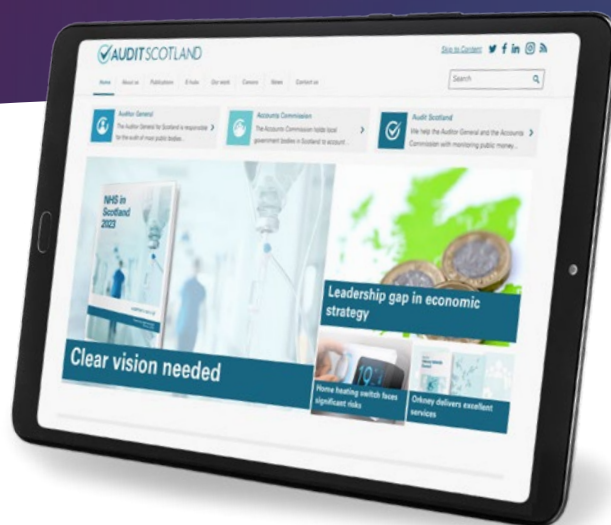 AUDITSCOTLAND
Skip to Content
Home About us Publications E-hubs Our work Careers News Contact us
Search
Auditor General
The Auditor General for Scotland is responsible
for the audit of most public bodies...
Accounts Commission
The Accounts Commission holds local
government bodies in Scotland to account...
Audit Scotland
We help the Auditor General and the Accounts
Commission with monitoring public money...
NHS in
Scotland
2023
Clear vision needed
Leadership gap in economic
strategy
Home heating switch faces
significant risks
Orkney delivers excellent
services